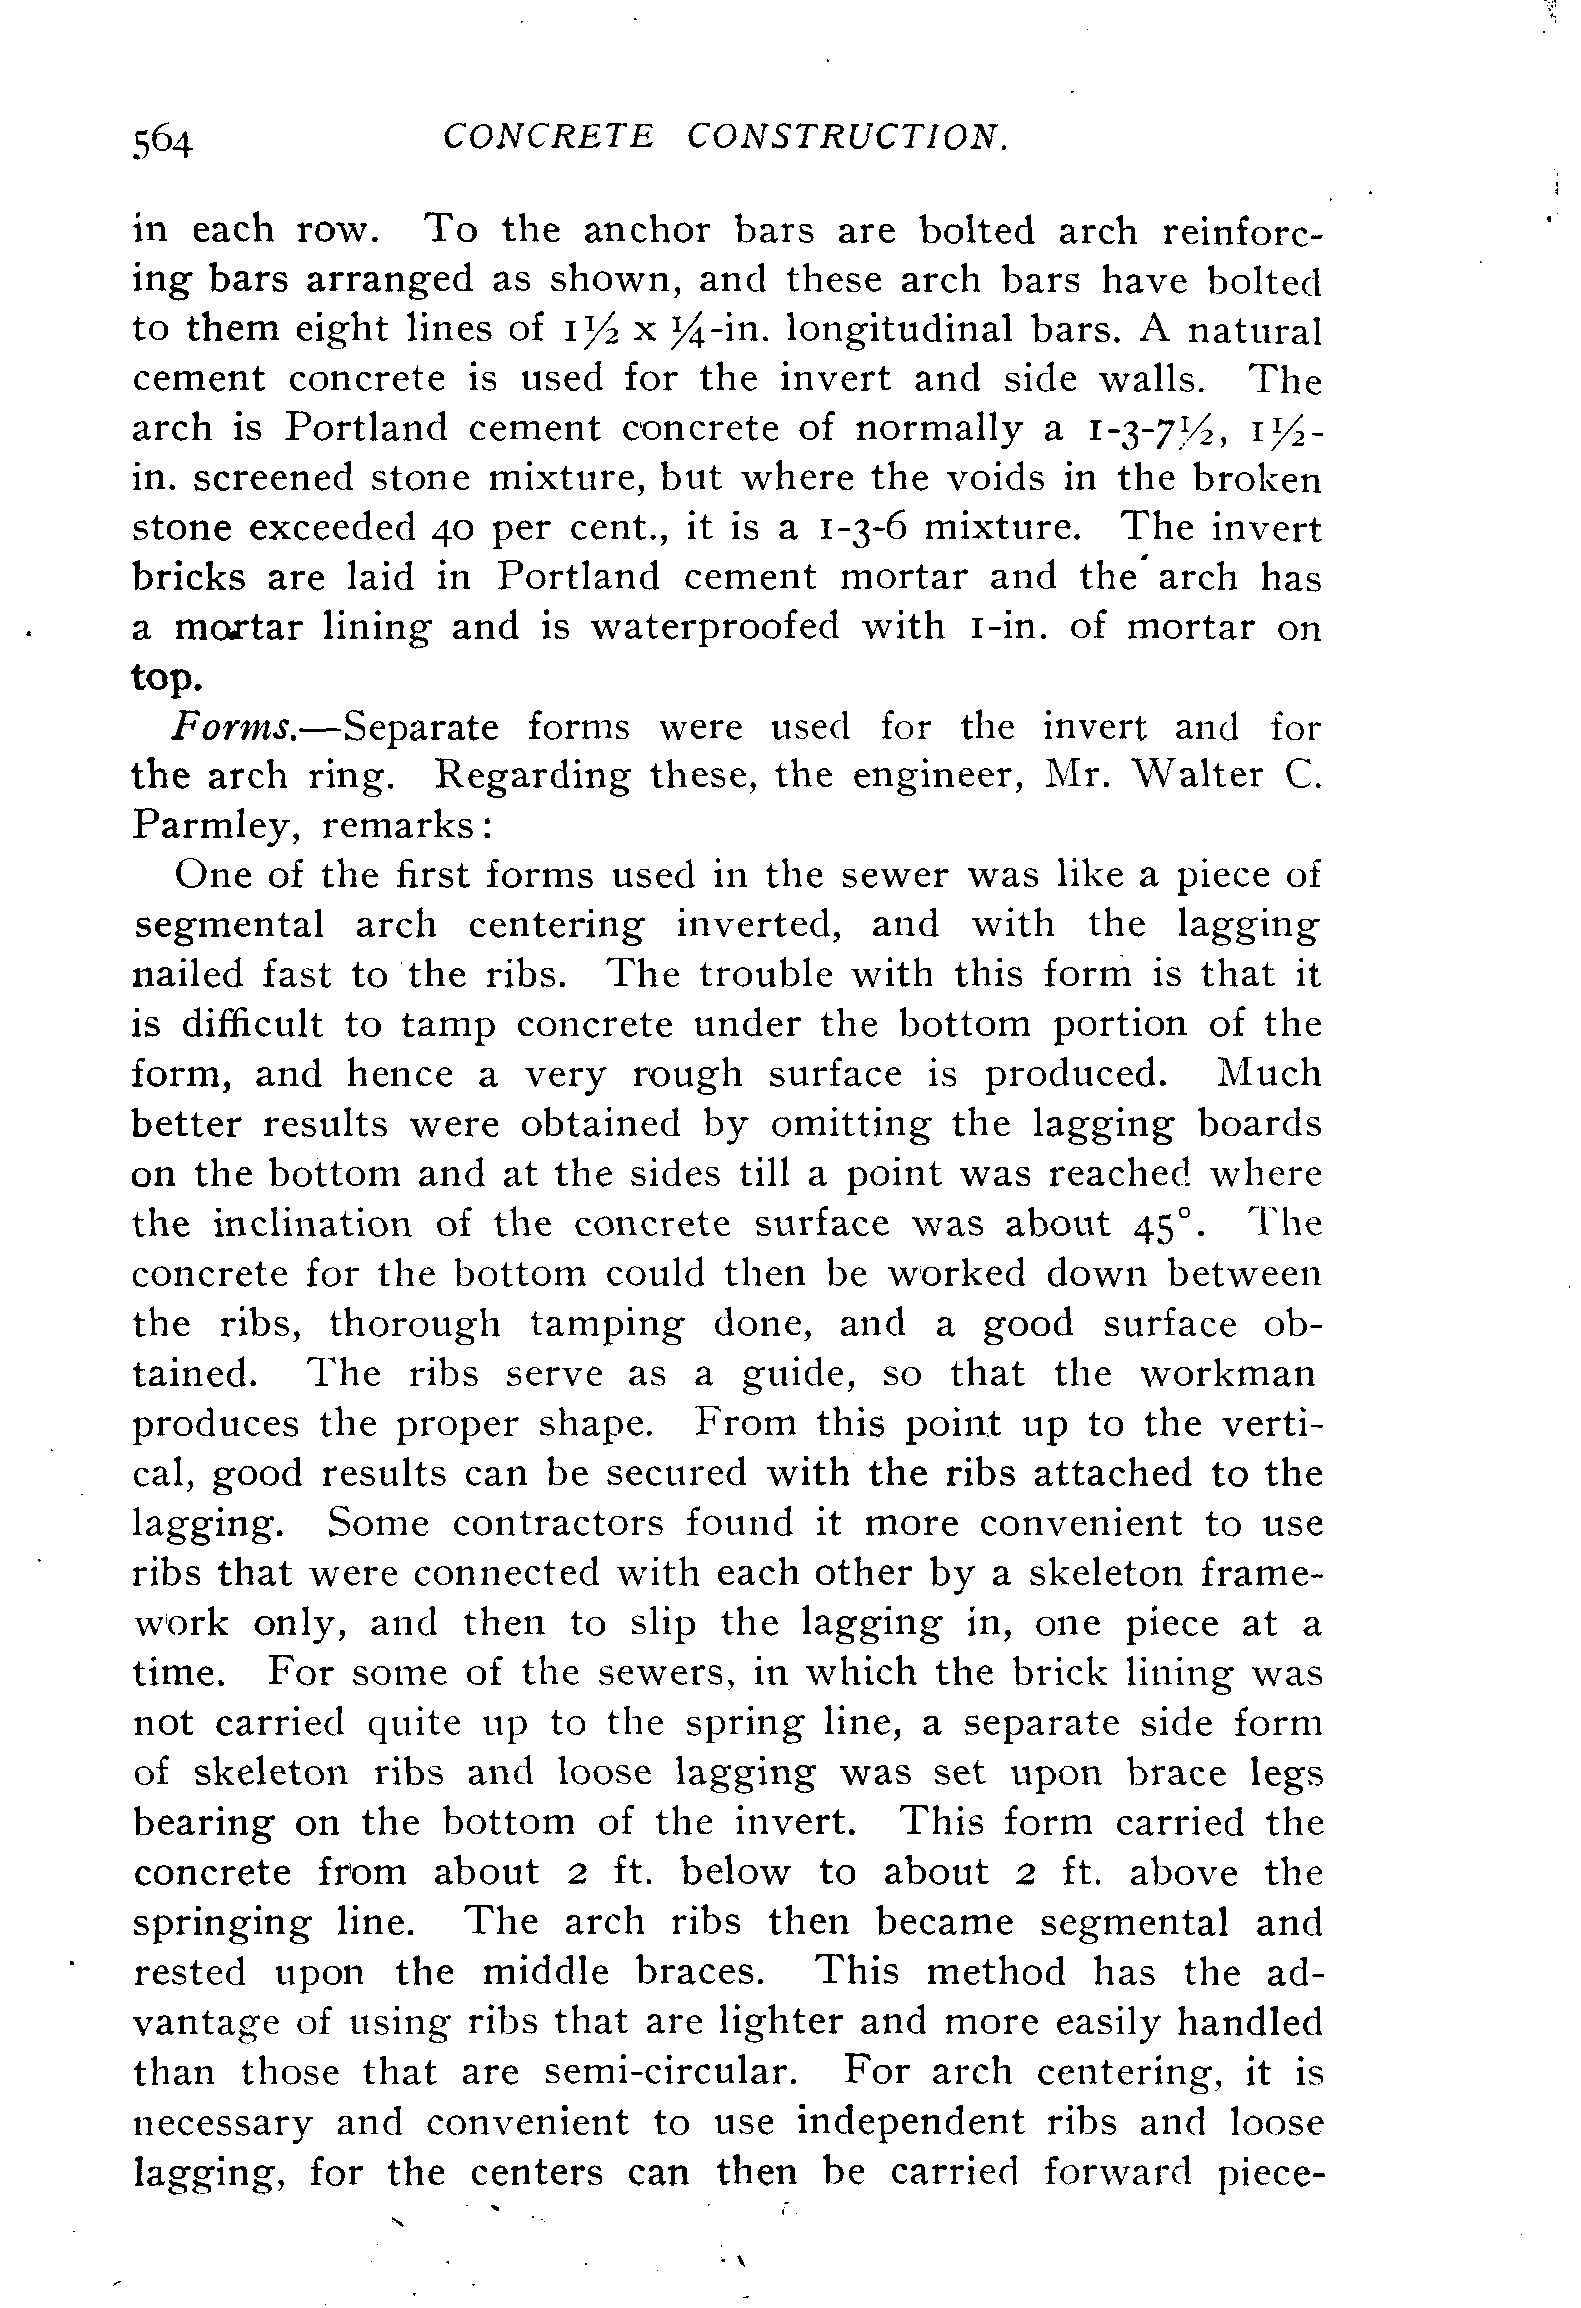 564 CONCRETE CONSTRUCTION.
in each row. To the anchor bars are bolted arch reinforc-
ing bars arranged as shown, and these arch bars have bolted
to them eight lines of 1½ x ¼-in. longitudinal bars. A natural
cement concrete is used for the invert and side walls. The
arch is Portland cement concrete of normally a 1-3-7½, 1½-
in. screened stone mixture, but where the voids in the broken
stone exceeded 40 per cent., it is a 1-3-6 mixture. The invert
bricks are laid in Portland cement mortar and the arch has
a mortar lining and is waterproofed with 1-in. of mortar on
top.
Forms.—Separate forms were used for the invert and for
the arch ring. Regarding these, the engineer, Mr. Walter C.
Parmley, remarks:
One of the first forms used in the sewer was like a piece of
segmental arch centering inverted, and with the lagging
nailed fast to the ribs. The trouble with this form is that it
is difficult to tamp concrete under the bottom portion of the
form, and hence a very rough surface is produced. Much
better results were obtained by omitting the lagging boards
on the bottom and at the sides till a point was reached where
the inclination of the concrete surface was about 45°. The
concrete for the bottom could then be worked down between
the ribs, thorough tamping done, and a good surface ob-
tained. The ribs serve as a guide, so that the workman
produces the proper shape. From this point up to the verti-
cal, good results can be secured with the ribs attached to the
lagging. Some contractors found it more convenient to use
ribs that were connected with each other by a skeleton frame-
work only, and then to slip the lagging in, one piece at a
time. For some of the sewers, in which the brick lining was
not carried quite up to the spring line, a separate side form
of skeleton ribs and loose lagging was set upon brace legs
bearing on the bottom of the invert. This form carried the
concrete from about 2 ft. below to about 2 ft. above the
springing line. The arch ribs then became segmental and
rested upon the middle braces. This method has the ad-
vantage of using ribs that are lighter and more easily handled
than those that are semi-circular. For arch centering, it is
necessary and convenient to use independent ribs and loose
lagging, for the centers can then be carried forward piece-